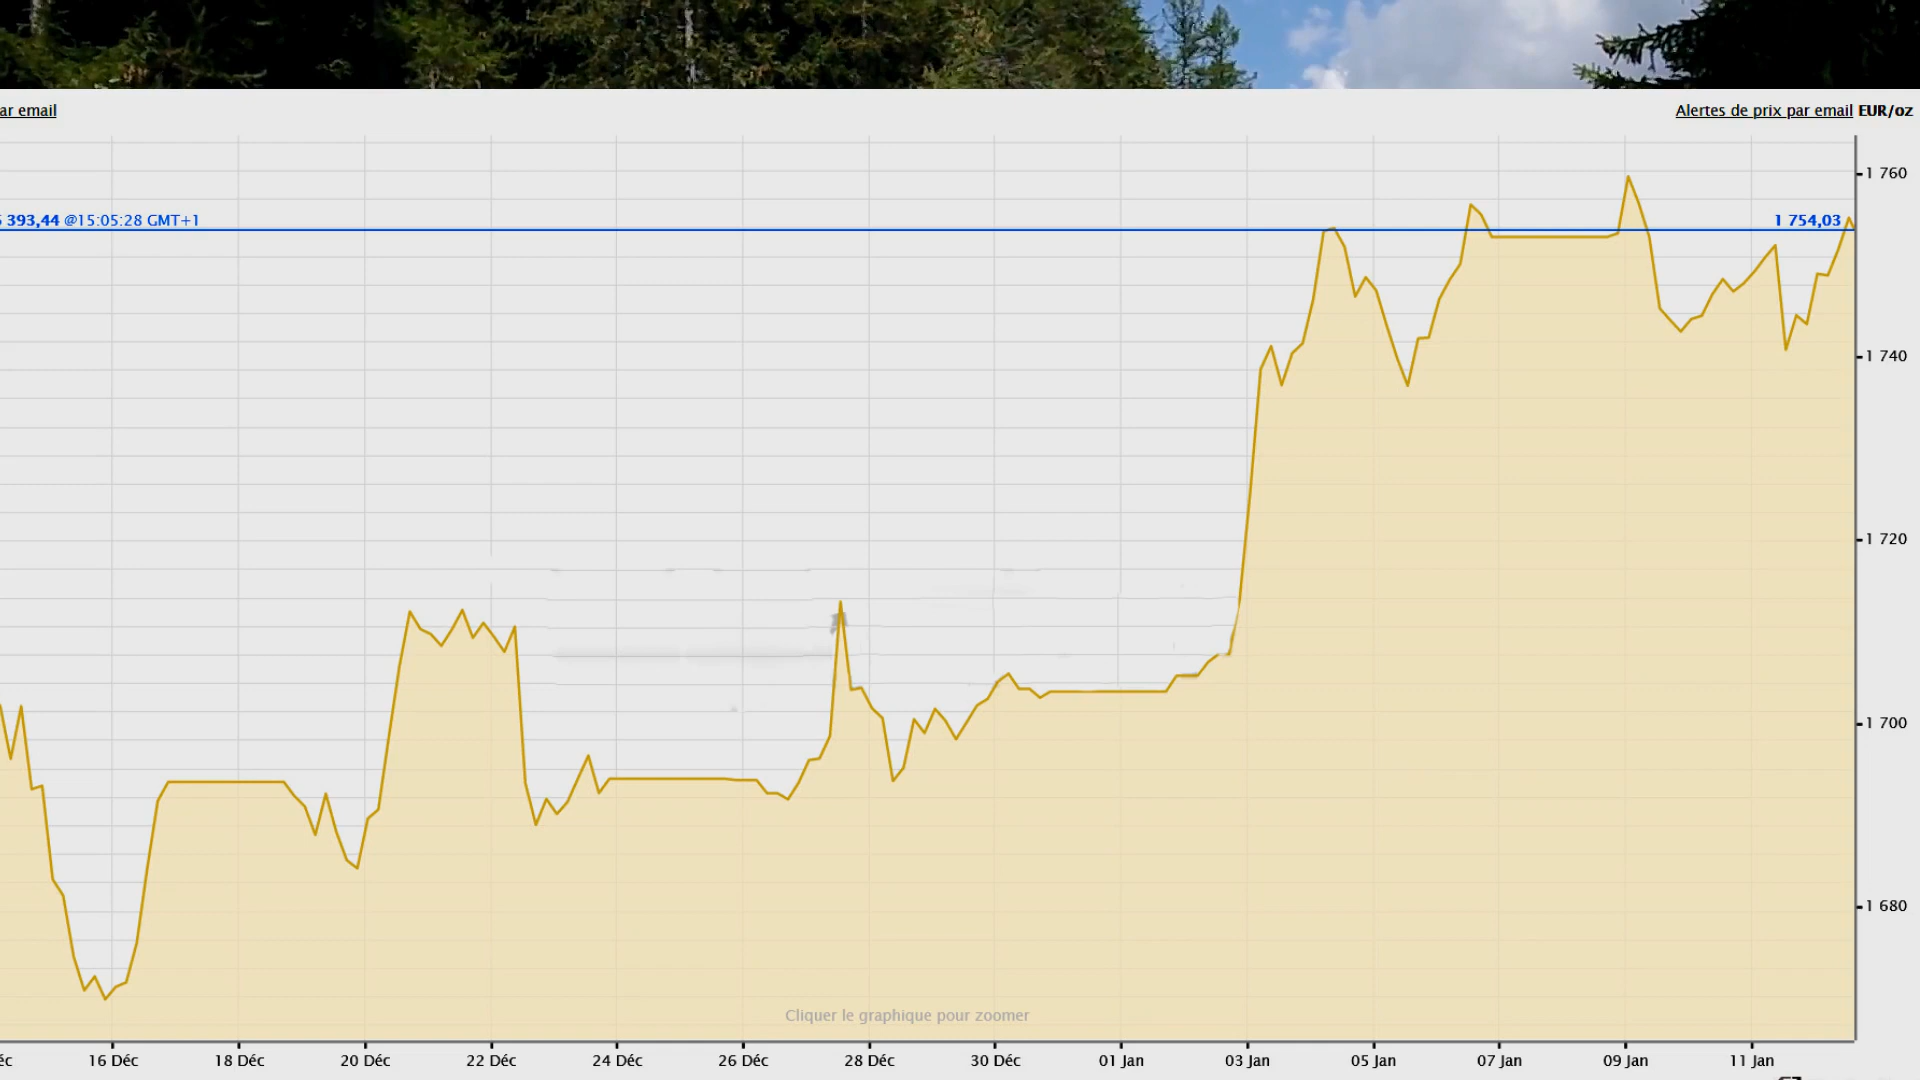 ar email
Alertes de prix par email EUR/oz
1 760
393,44 @15:05:28 GMT+1
1 754,03
1 740
1 720
1 700
1 680
Cliquer le graphique pour zoomer
16 Déc 18 Déc 20 Déc 22 Déc 24 Déc 26 Déc 28 Déc 30 Déc 01 Jan 03 Jan 05 Jan 07 Jan 09 Jan 11 Jan